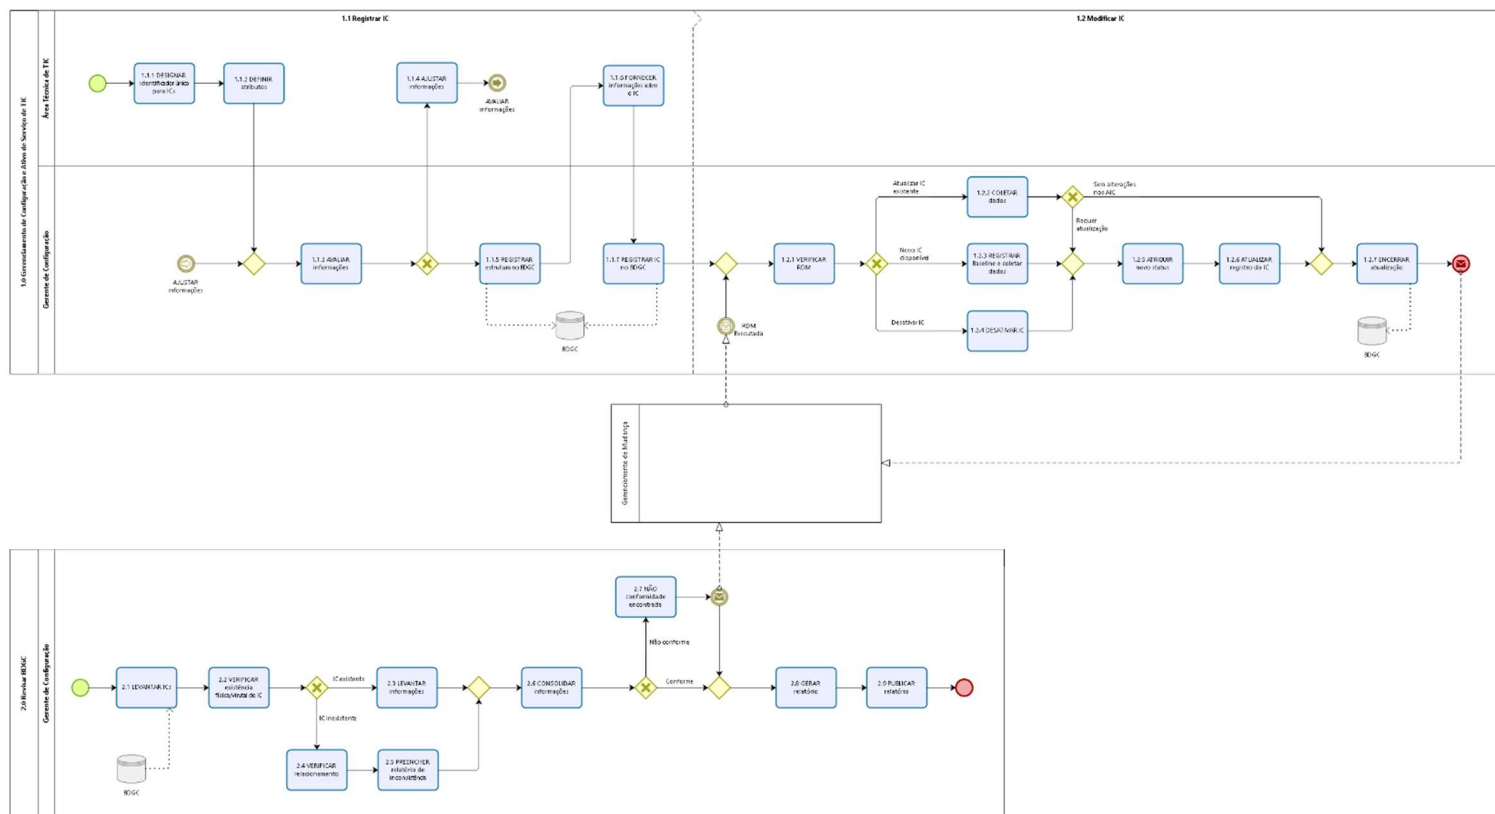 1.1 Registrar IC
1.2 Modificar IC
1.0 Gerenciamento de Configuração e Ativo de Serviço de TIC
Área Técnica de TIC
1.1.1 DESIGNAR
identificador único
para ICs
1.1.2 DEFINIR
atributos
1.1.4 AJUSTAR
informações
AVALIAR
informações
1.1.6 FORNECER
informações sobre
o IC
Gerente de Configuração
AJUSTAR
informações
1.1.3 AVALIAR
informações
1.1.5 REGISTRAR
estrutura no BDGC
1.1.7 REGISTRAR IC
no BDGC
BDGC
RDM
Executada
1.2.1 VERIFICAR
RDM
Atualizar IC
existente
Novo IC
disponível
Desativar IC
1.2.2 COLETAR
dados
1.2.3 REGISTRAR
Baseline e coletar
dados
1.2.4 DESATIVAR IC
Sem alterações
nos AIC
Requer
atualização
1.2.5 ATRIBUIR
novo status
1.2.6 ATUALIZAR
registro da IC
1.2.7 ENCERRAR
atualização
BDGC
Gerenciamento de Mudança
2.0 Revisar BDGC
Gerente de Configuração
2.1 LEVANTAR ICs
BDGC
2.2 VERIFICAR
existência
física/virutal do IC
IC existente
IC inexistente
2.3 LEVANTAR
informações
2.4 VERIFICAR
relacionamento
2.5 PREENCHER
relatório de
inconsistência
2.6 CONSOLIDAR
informações
2.7 NÃO
conformidade
encontrada
Não conforme
Conforme
2.8 GERAR
relatório
2.9 PUBLICAR
relatório